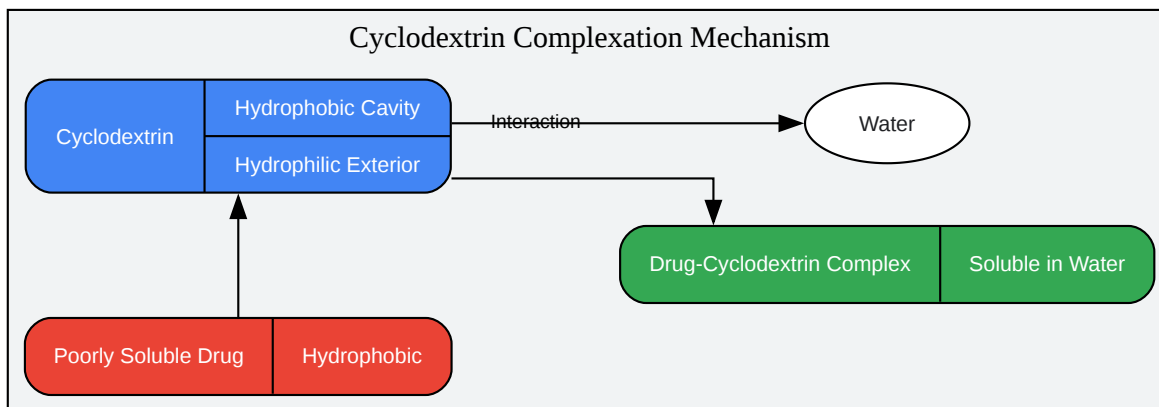 Cyclodextrin Complexation Mechanism
Cyclodextrin
Hydrophobic Cavity
Hydrophilic Exterior
Interaction
Water
Drug-Cyclodextrin Complex
Soluble in Water
Poorly Soluble Drug
Hydrophobic